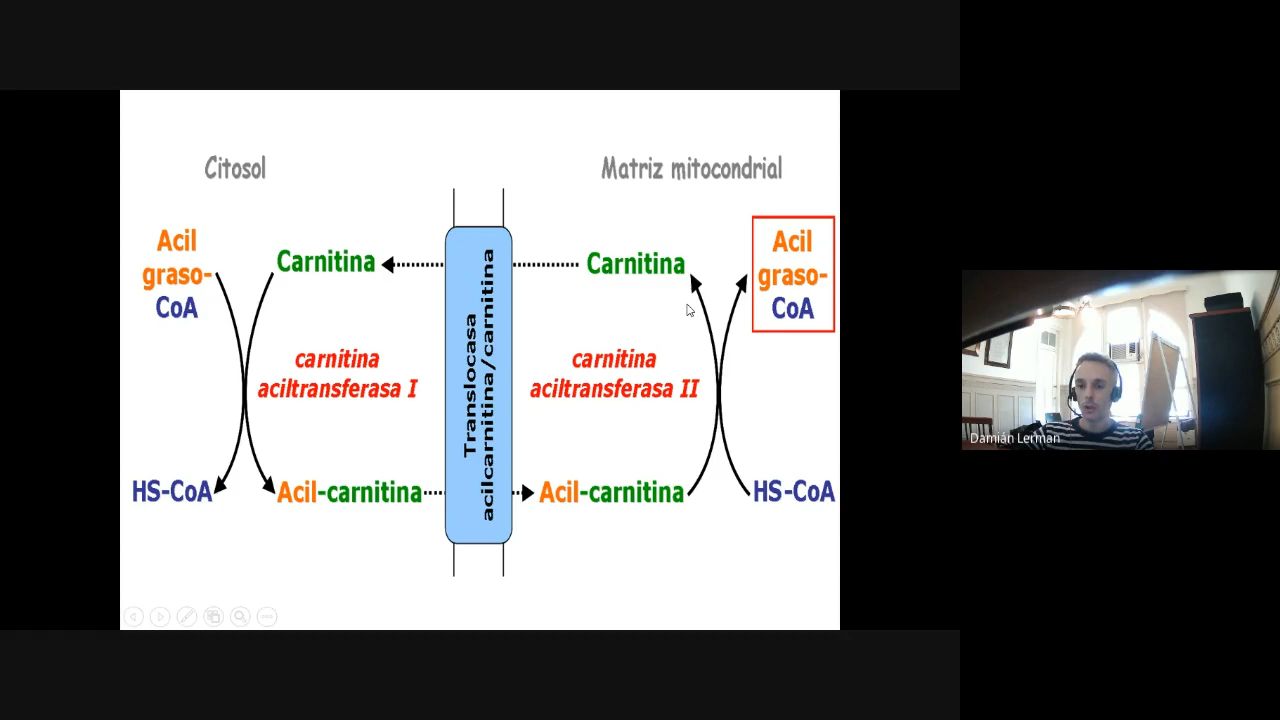 Citosol
Matriz mitocondrial
Acil
graso-
CoA
Carnitina
Carnitina
Acil
graso-
CoA
Translocasa
acilcarnitina/carnitina
carnitina
aciltransferasa I
carnitina
aciltransferasa II
HS-CoA
Acil-carnitina
Acil-carnitina
HS-CoA
Damián Lerman